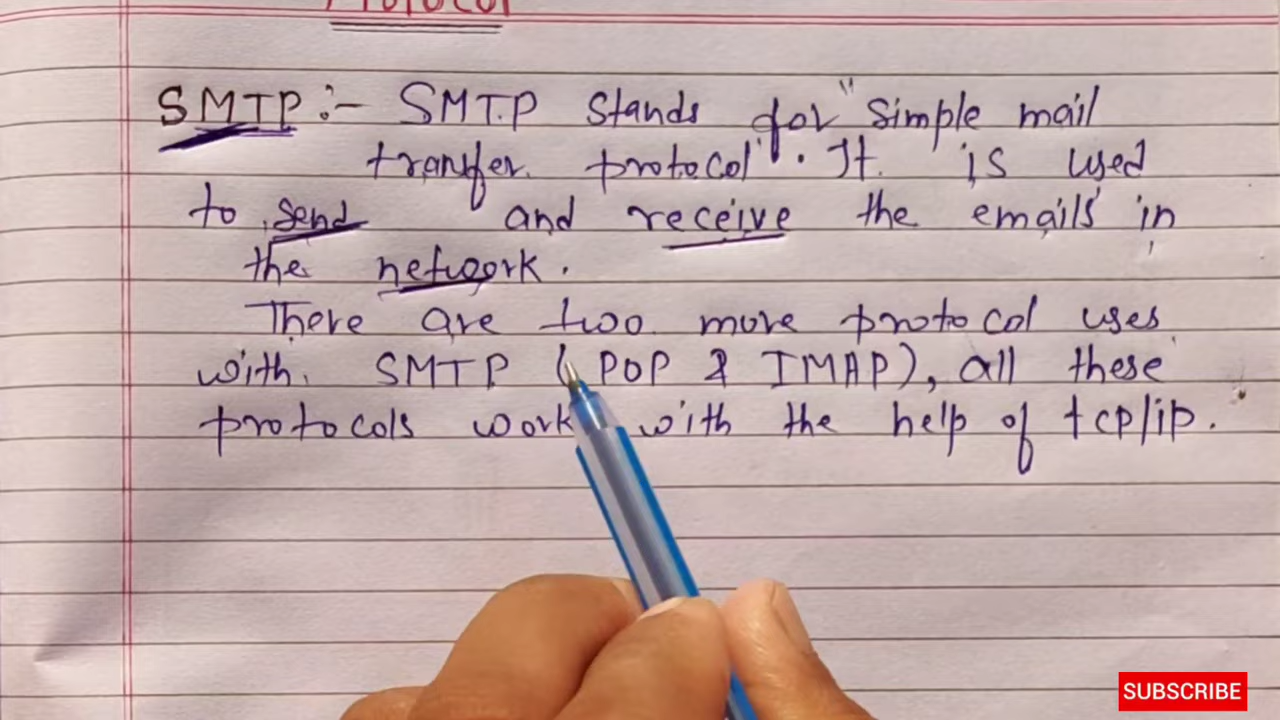 Protocol
SMTP :- SMTP stands for "simple mail
transfer protocol". It is used
to send and receive the emails in
the network.
There are two more protocol uses
with SMTP (POP & IMAP), all these
protocols work with the help of tcp/ip.
SUBSCRIBE